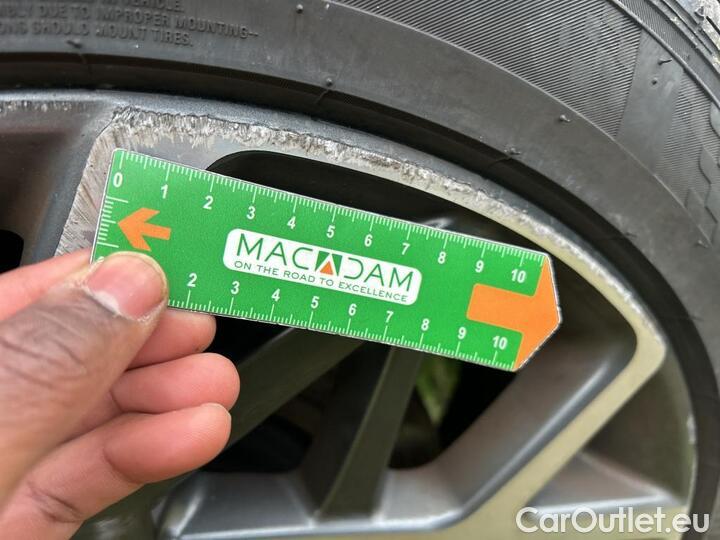 VEHICLE.
DUE TO IMPROPER MOUNTING--
SHOULD MOUNT TIRES.
0 1 2 3 4 5 6 7 8 9 10
MACADAM
ON THE ROAD TO EXCELLENCE
2 3 4 5 6 7 8 9 10
CarOutlet.eu